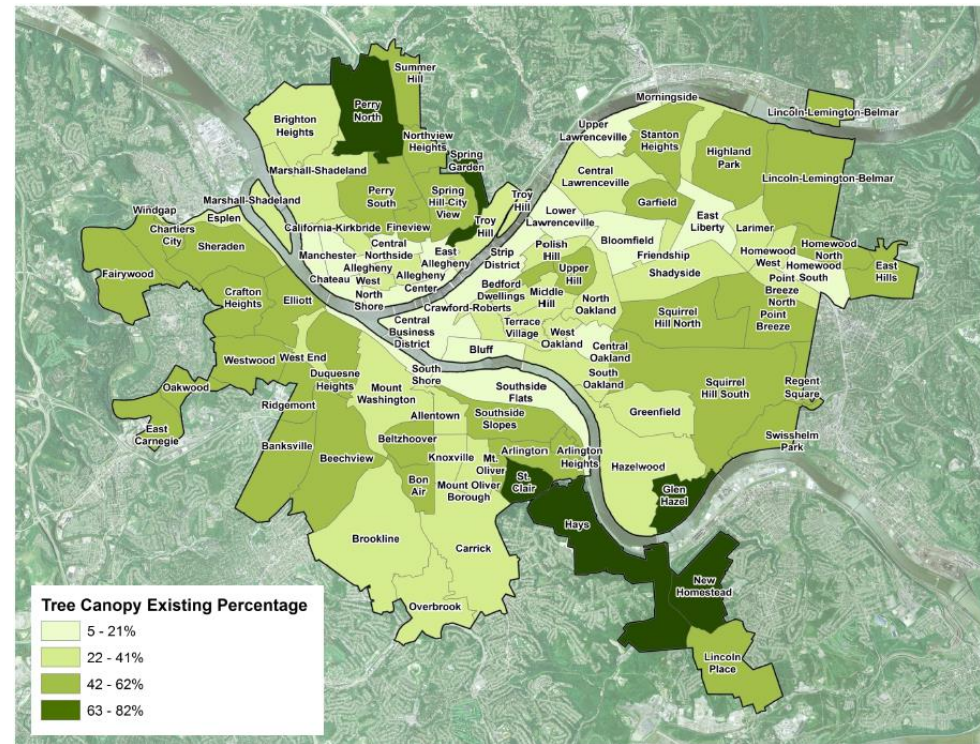 Summer
Hill
Perry
North
Brighton
Heights
Morningside
Lincoln-Lemington-Belmar
Upper
Lawrenceville
Stanton
Heights
Northview
Heights
Highland
Park
Spring
Garden
Marshall-Shadeland
Central
Lawrenceville
Lincoln-Lemington-Belmar
Perry
South
Spring
Hill-City
View
Troy
Hill
Marshall-Shadeland
Garfield
Windgap
Esplen
Lower
Lawrenceville
East
Liberty
Larimer
Chartiers
City
California-Kirkbride
Fineview
Troy
Hill
Sheraden
Manchester
Central
Northside
East
Allegheny
Strip
District
Polish
Hill
Bloomfield
Friendship
Homewood
West
Homewood
North
Homewood
South
Fairywood
Chateau
Allegheny
West
Allegheny
Center
Upper
Hill
Shadyside
East
Hills
Crafton
Heights
Elliott
North
Shore
Bedford
Dwellings
Middle
Hill
North
Oakland
Point
Breeze
North
Crawford-Roberts
Squirrel
Hill North
Point
Breeze
Central
Business
District
Terrace
Village
West
Oakland
Central
Oakland
Westwood
West End
Bluff
Duquesne
Heights
South
Shore
South
Oakland
Oakwood
Mount
Washington
Southside
Flats
Squirrel
Hill South
Regent
Square
Ridgemont
Allentown
Southside
Slopes
Greenfield
East
Carnegie
Banksville
Beltzhoover
Swisshelm
Park
Beechview
Knoxville
Mt.
Oliver
Arlington
Arlington
Heights
Hazelwood
Bon
Air
Mount Oliver
Borough
St.
Clair
Glen
Hazel
Hays
Brookline
Carrick
New
Homestead
Overbrook
Lincoln
Place
Tree Canopy Existing Percentage
5 - 21%
22 - 41%
42 - 62%
63 - 82%